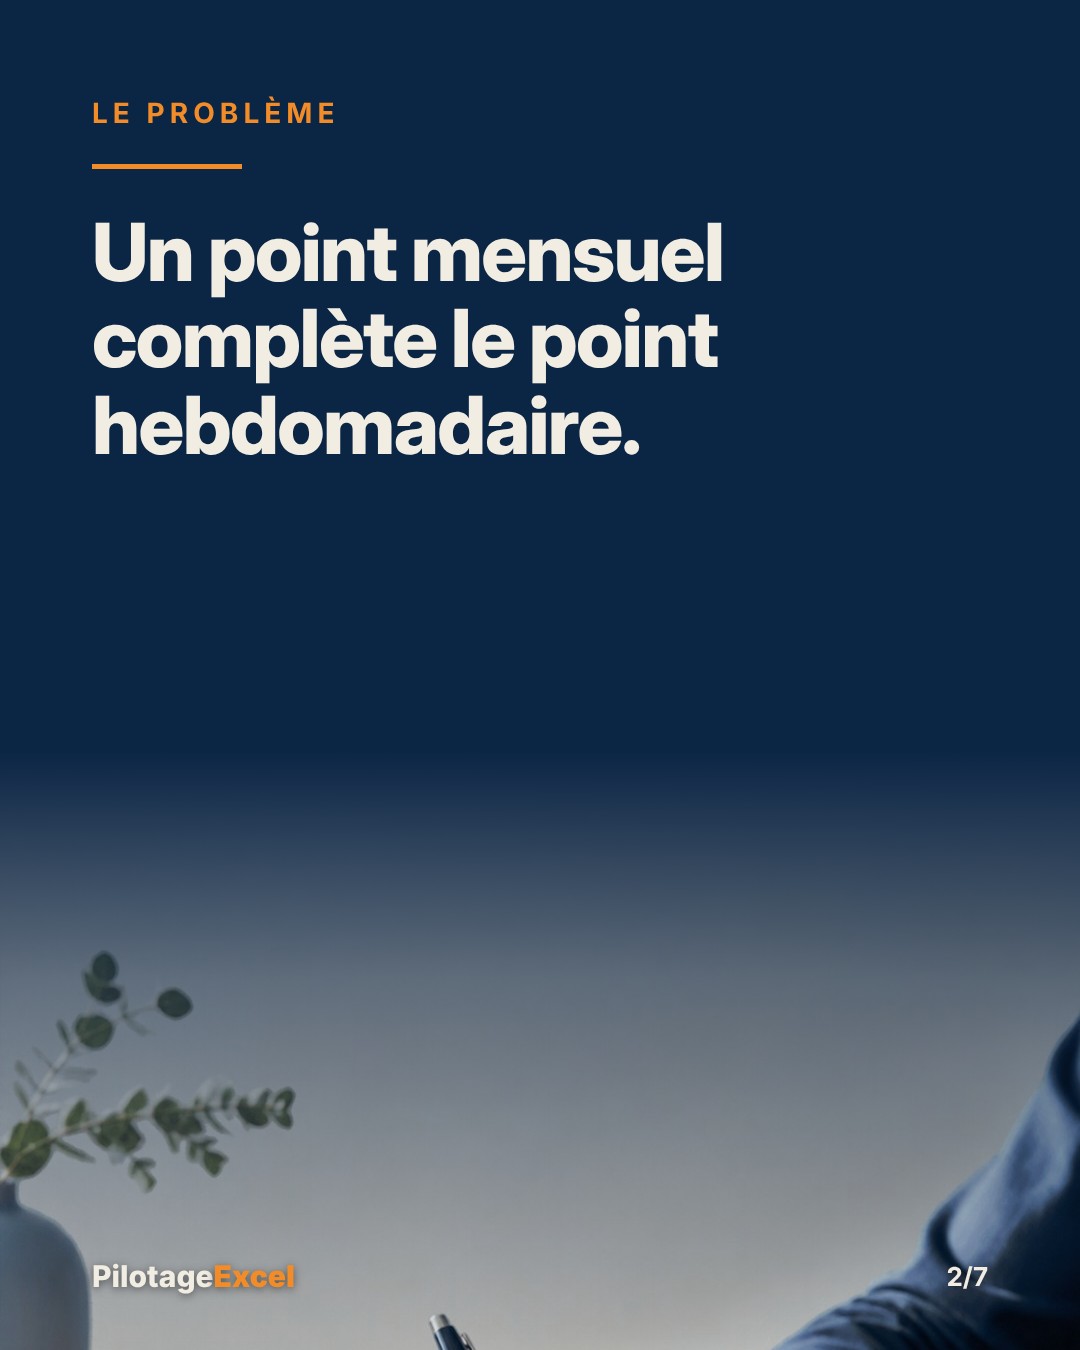 LE PROBLÈME
Un point mensuel
complète le point
hebdomadaire.
PilotageExcel
2/7